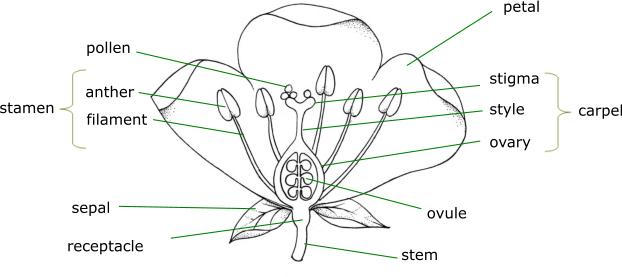 petal
pollen
stigma
anther
stamen
style
carpel
filament
ovary
sepal
ovule
receptacle
stem